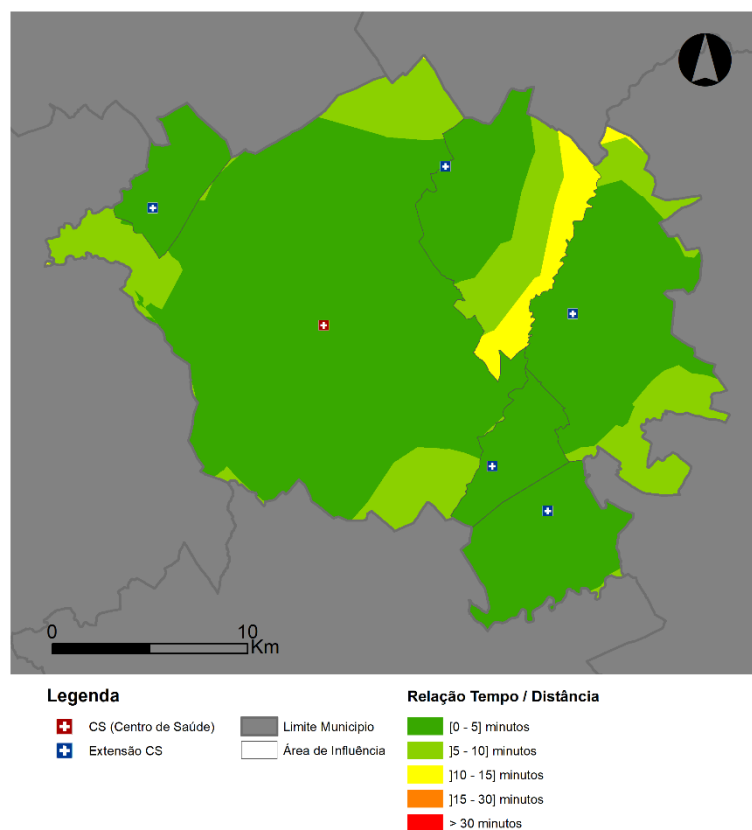 0 10
Km
Legenda
CS (Centro de Saúde)
Extensão CS
Limite Municipio
Área de Influência
Relação Tempo / Distância
[0 - 5] minutos
]5 - 10] minutos
]10 - 15] minutos
]15 - 30] minutos
> 30 minutos